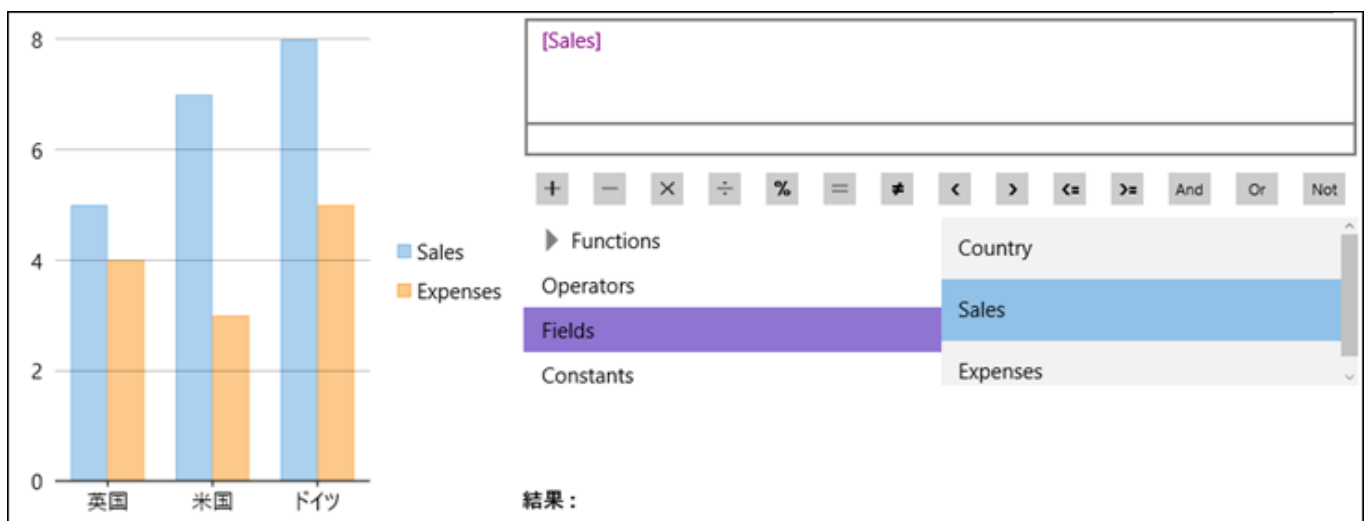 8
6
4
2
0
英国
米国
ドイツ
Sales
Expenses
[Sales]
+ − × ÷ % = ≠ < > <= >= And Or Not
Functions
Operators
Fields
Constants
Country
Sales
Expenses
結果：